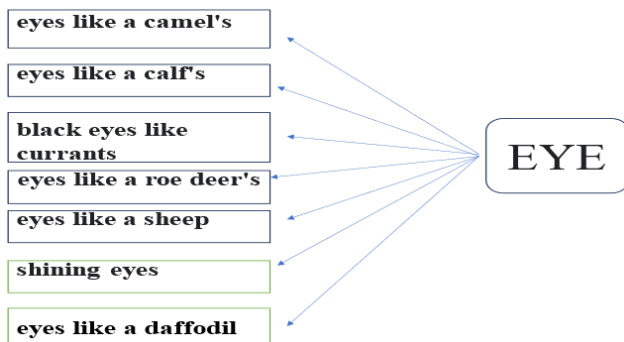 eyes like a camel's
eyes like a calf's
black eyes like
currants
eyes like a roe deer's
eyes like a sheep
shining eyes
eyes like a daffodil
EYE